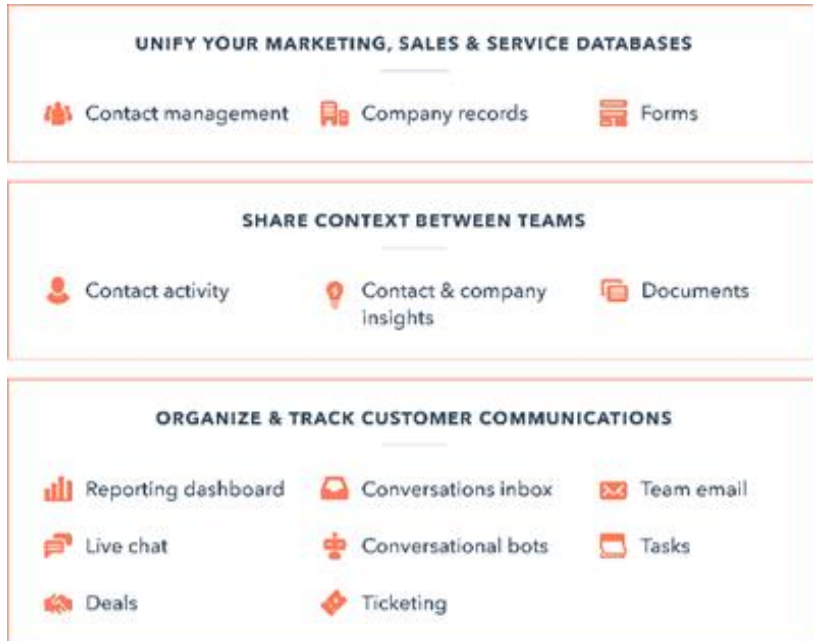 UNIFY YOUR MARKETING, SALES & SERVICE DATABASES
Contact management
Company records
Forms
SHARE CONTEXT BETWEEN TEAMS
Contact activity
Contact & company
insights
Documents
ORGANIZE & TRACK CUSTOMER COMMUNICATIONS
Reporting dashboard
Conversations inbox
Team email
Live chat
Conversational bots
Tasks
Deals
Ticketing